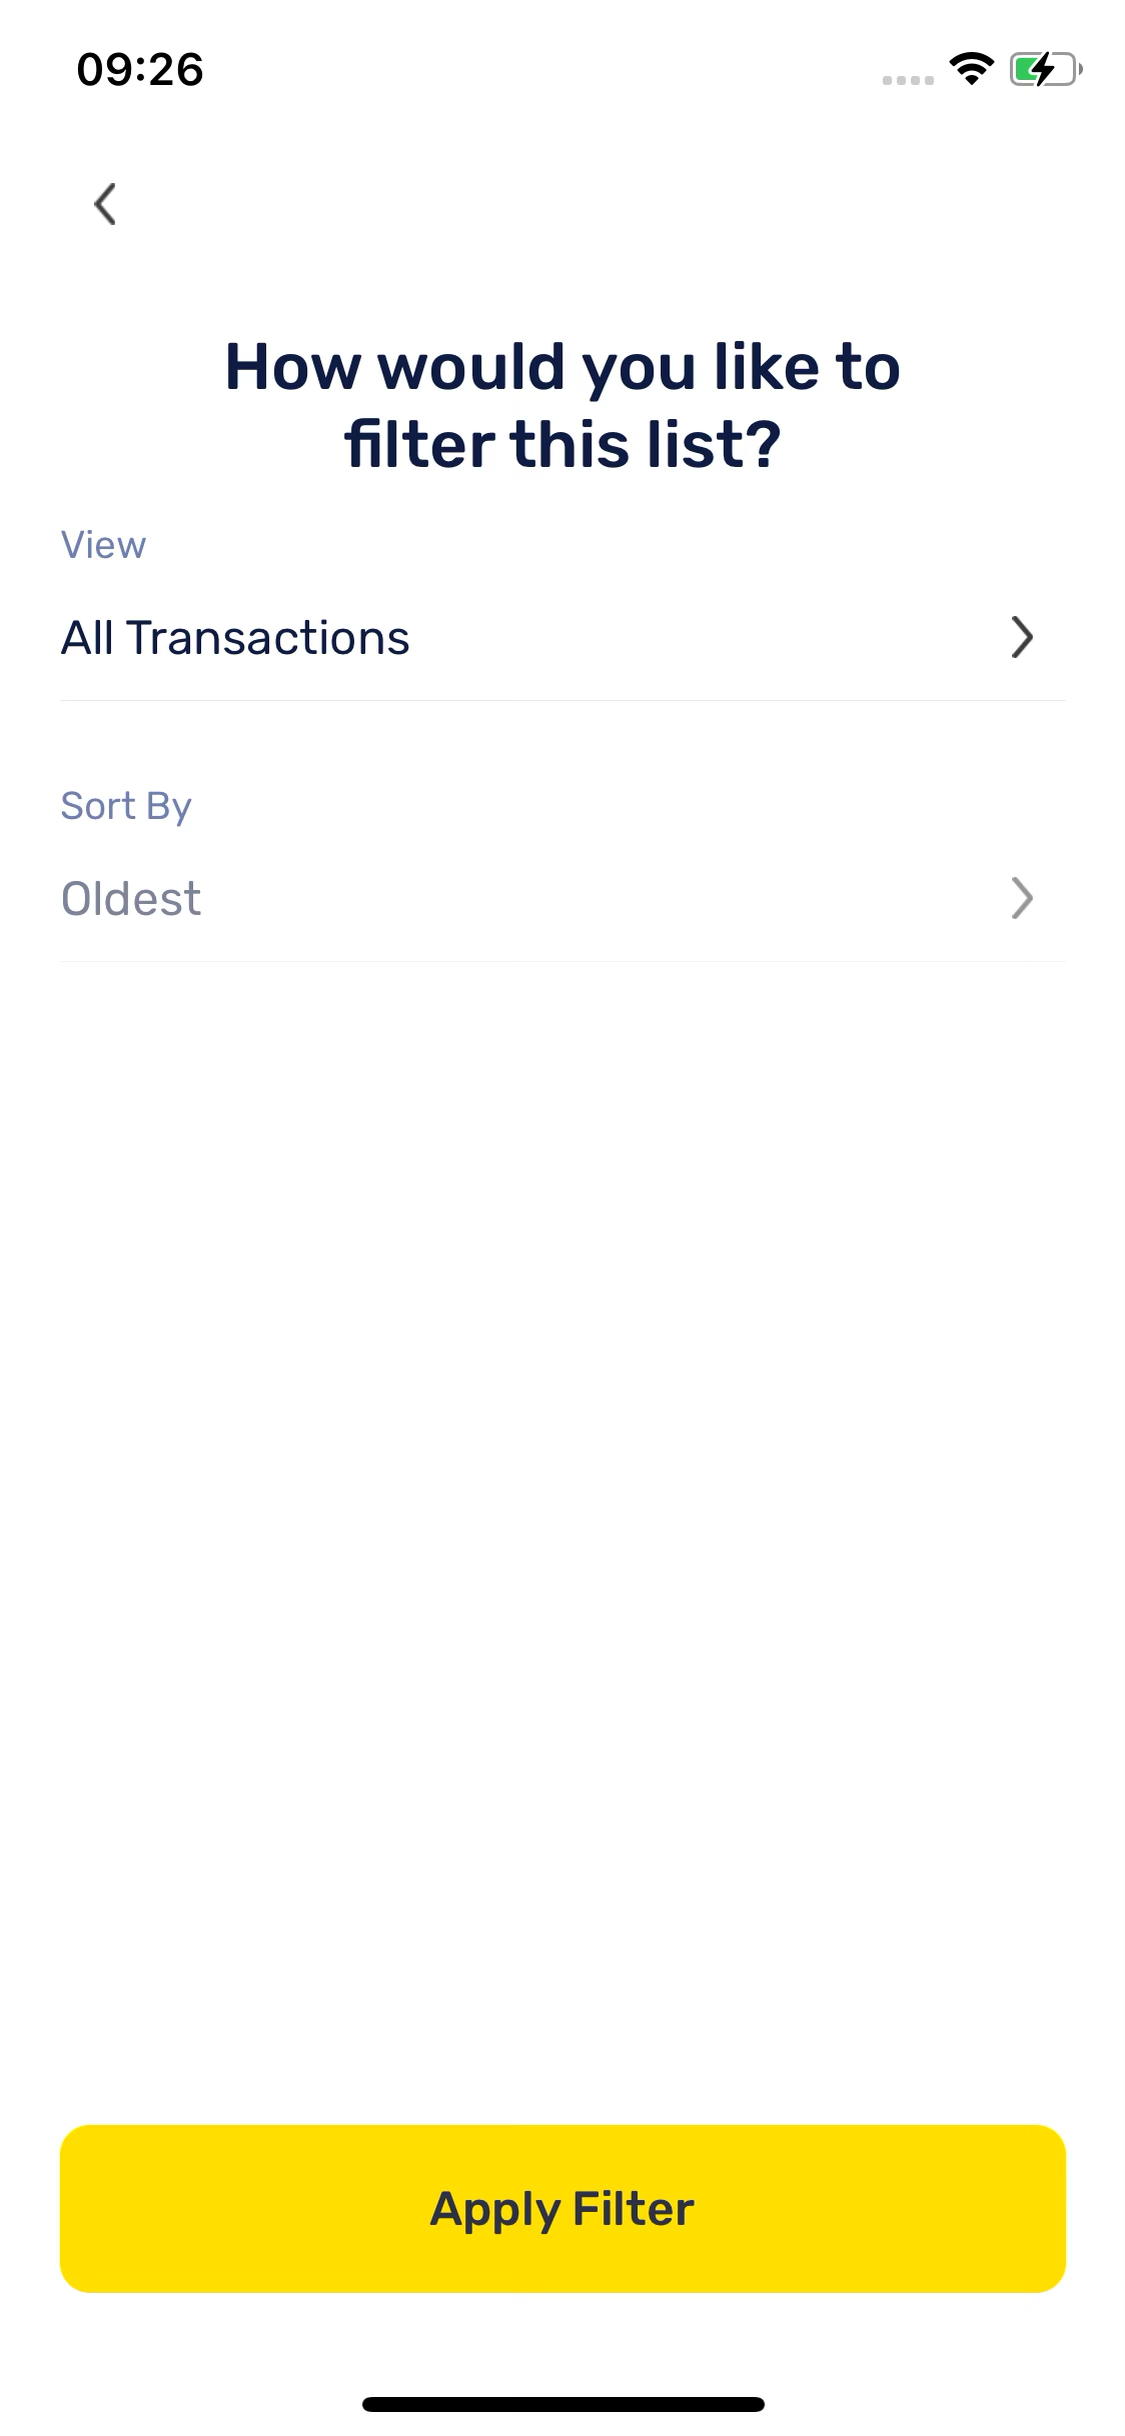 09:26
How would you like to
filter this list?
View
All Transactions
Sort By
Oldest
Apply Filter